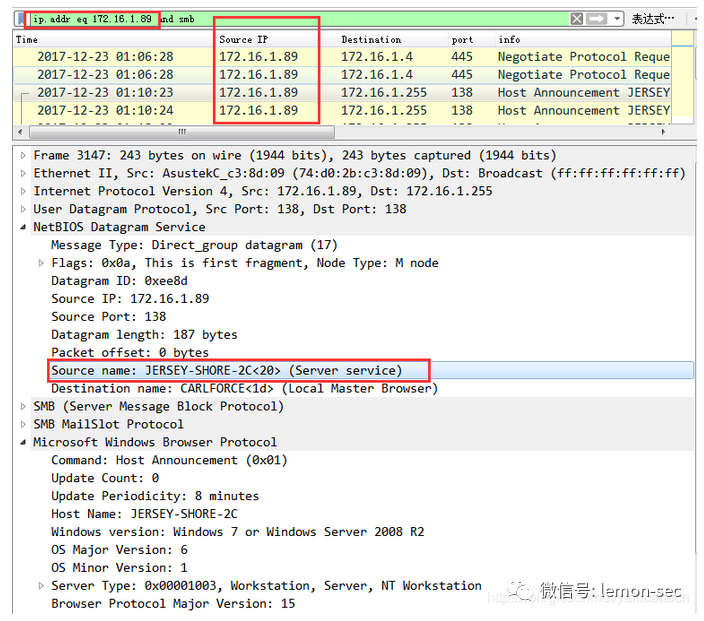 ip.addr eq 172.16.1.89 and smb 表达式…
Time Source IP Destination port info
2017-12-23 01:06:28 172.16.1.89 172.16.1.4 445 Negotiate Protocol Reque
2017-12-23 01:06:28 172.16.1.89 172.16.1.4 445 Negotiate Protocol Reque
2017-12-23 01:10:23 172.16.1.89 172.16.1.255 138 Host Announcement JERSEY
2017-12-23 01:10:24 172.16.1.89 172.16.1.255 138 Host Announcement JERSEY
Frame 3147: 243 bytes on wire (1944 bits), 243 bytes captured (1944 bits)
Ethernet II, Src: AsustekC_c3:8d:09 (74:d0:2b:c3:8d:09), Dst: Broadcast (ff:ff:ff:ff:ff:ff)
Internet Protocol Version 4, Src: 172.16.1.89, Dst: 172.16.1.255
User Datagram Protocol, Src Port: 138, Dst Port: 138
NetBIOS Datagram Service
Message Type: Direct_group datagram (17)
Flags: 0x0a, This is first fragment, Node Type: M node
Datagram ID: 0xee8d
Source IP: 172.16.1.89
Source Port: 138
Datagram length: 187 bytes
Packet offset: 0 bytes
Source name: JERSEY-SHORE-2C<20> (Server service)
Destination name: CARLFORCE<1d> (Local Master Browser)
SMB (Server Message Block Protocol)
SMB MailSlot Protocol
Microsoft Windows Browser Protocol
Command: Host Announcement (0x01)
Update Count: 0
Update Periodicity: 8 minutes
Host Name: JERSEY-SHORE-2C
Windows version: Windows 7 or Windows Server 2008 R2
OS Major Version: 6
OS Minor Version: 1
Server Type: 0x00001003, Workstation, Server, NT Workstation
Browser Protocol Major Version: 15
微信号: lemon-sec